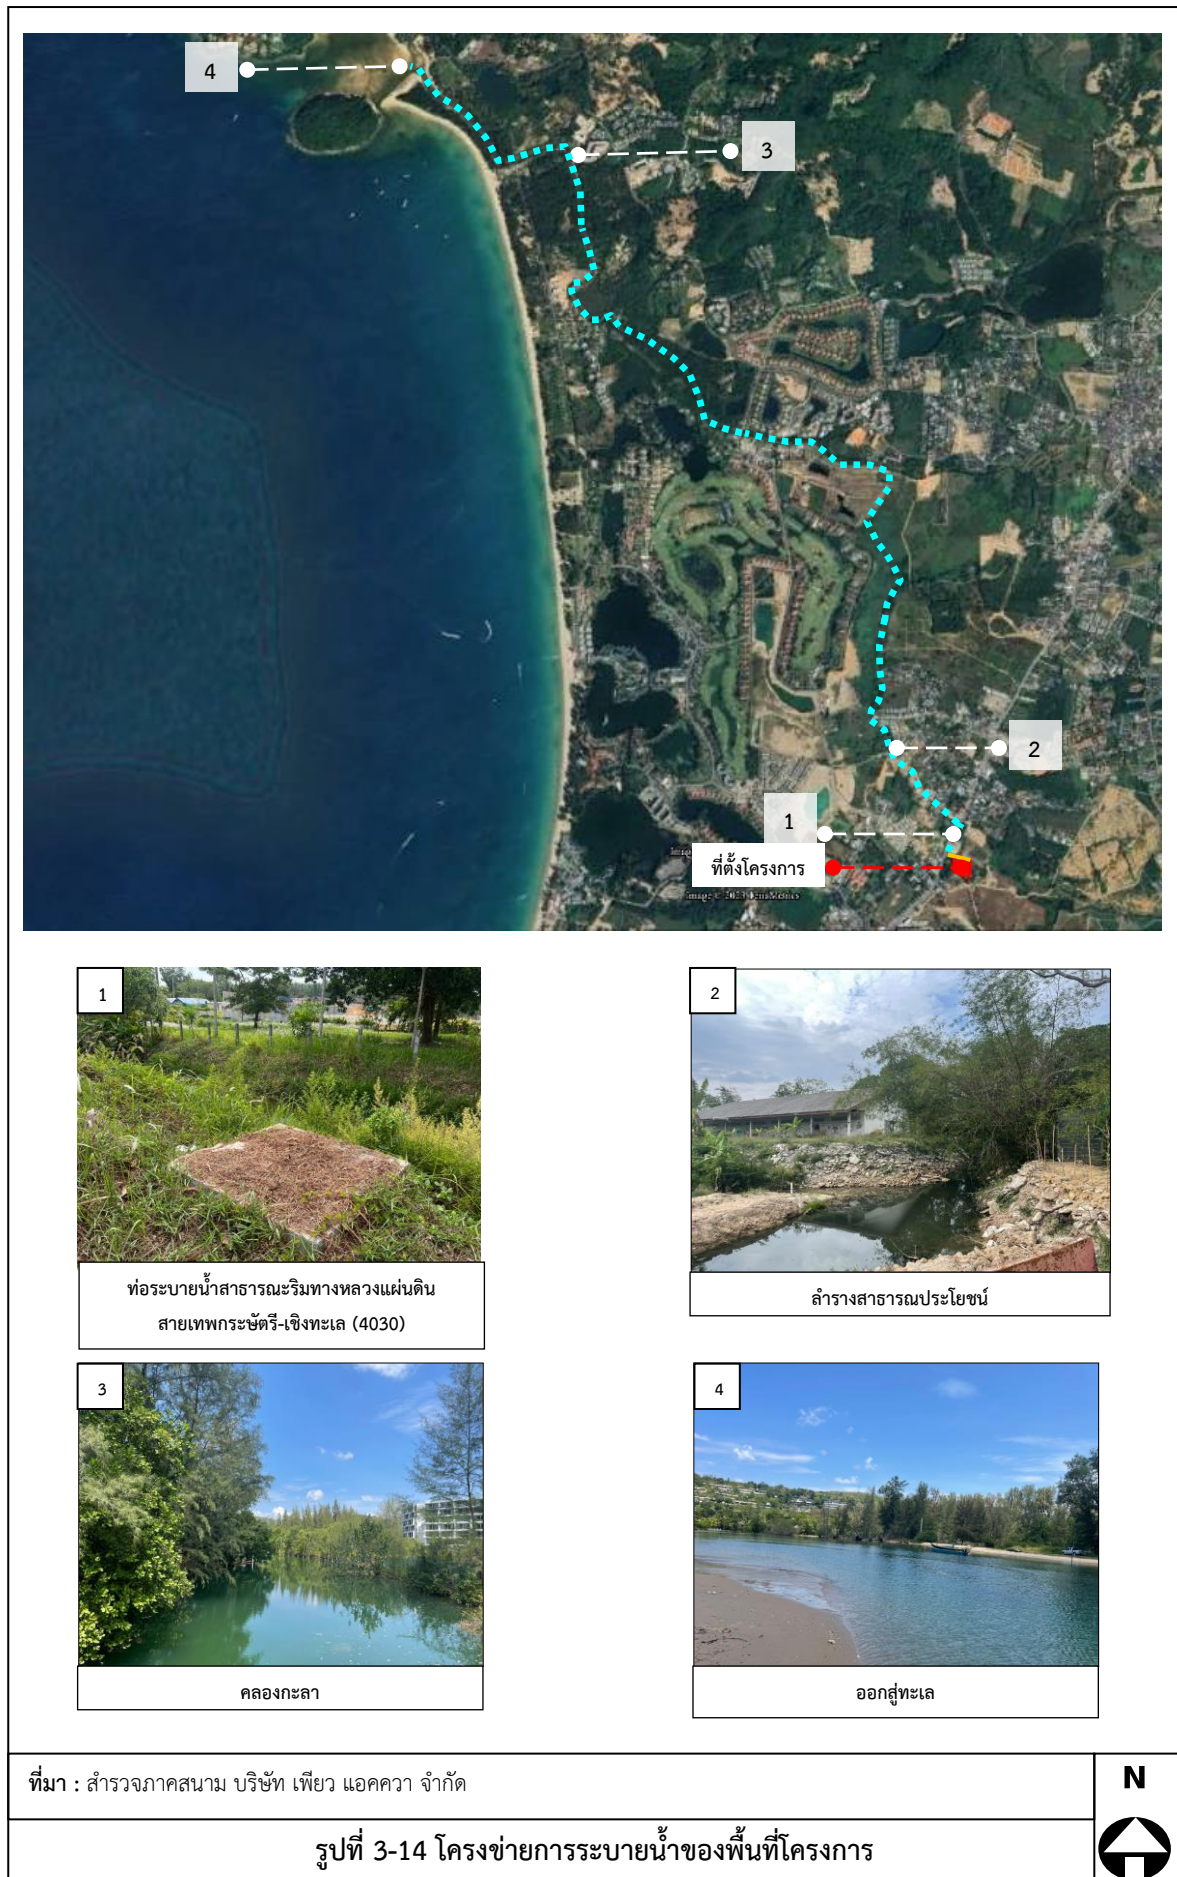 4
3
2
1
ที่ตั้งโครงการ
1
2
ท่อระบายน้ำสาธารณะริมทางหลวงแผ่นดิน
สายเทพกระษัตรี-เชิงทะเล (4030)
ลำรางสาธารณประโยชน์
3
4
คลองกะลา
ออกสู่ทะเล
ที่มา : สำรวจภาคสนาม บริษัท เพียว แอคควา จำกัด
N
รูปที่ 3-14 โครงข่ายการระบายน้ำของพื้นที่โครงการ